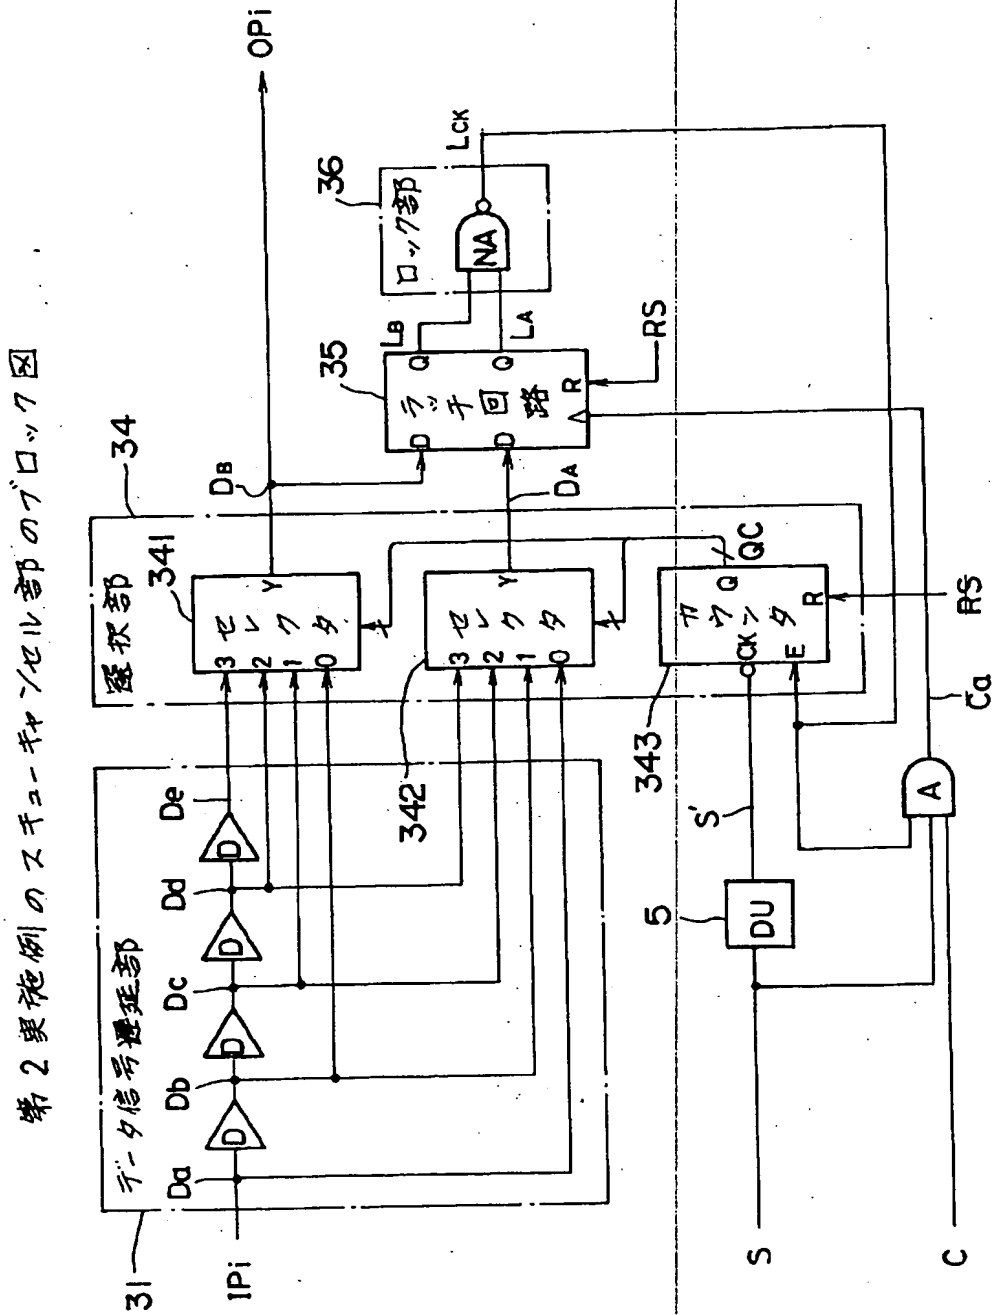 第2実施例のスキューキャンセル部のブロック図
31
データ信号遅延部
IPi
Da
Db
Dc
Dd
De
D
D
D
D
34
選択部
341
セレクタ
3
2
1
0
Y
342
セレクタ
3
2
1
0
Y
343
カウンタ
CK
E
Q
R
QC
RS
DB
DA
OPi
35
ラッチ回路
D
D
Q
Q
R
RS
LB
LA
36
ロック部
NA
LCK
S
5
DU
S'
C
A
Ca